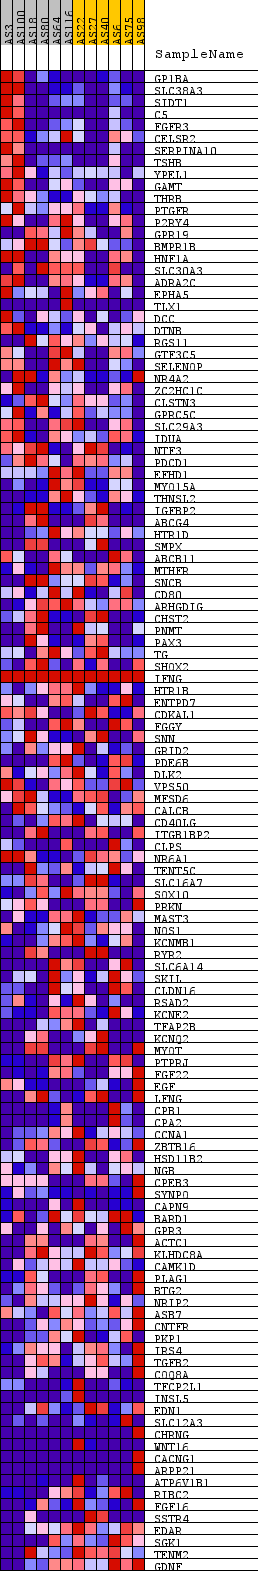 AS3
AS100
AS18
AS80
AS64
AS116
AS22
AS27
AS40
AS6
AS75
AS98
SampleName
GP1BA
SLC38A3
SIDT1
C5
FGFR3
CELSR2
SERPINA10
TSHB
YPEL1
GAMT
THRB
PTGFR
P2RY4
GPR19
BMPR1B
HNF1A
SLC30A3
ADRA2C
EPHA5
TLX1
DCC
DTNB
RGS11
GTF3C5
SELENOP
NR4A2
ZC2HC1C
CLSTN3
GPRC5C
SLC29A3
IDUA
NTF3
PDCD1
EFHD1
MYO15A
THNSL2
IGFBP2
ABCG4
HTR1D
SMPX
ABCB11
MTHFR
SNCB
CD80
ARHGDIG
CHST2
PNMT
PAX3
TG
SHOX2
LFNG
HTR1B
ENTPD7
CDKAL1
FGGY
SNN
GRID2
PDE6B
DLK2
VPS50
MFSD6
CALCB
CD40LG
ITGB1BP2
CLPS
NR6A1
TENT5C
SLC16A7
SOX10
PRKN
MAST3
NOS1
KCNMB1
RYR2
SLC6A14
SKIL
CLDN16
RSAD2
KCNE2
TFAP2B
KCNQ2
MYOT
PTPRJ
FGF22
EGF
LFNG
CPB1
CPA2
CCNA1
ZBTB16
HSD11B2
NGB
CPEB3
SYNPO
CAPN9
BARD1
GPR3
ACTC1
KLHDC8A
CAMK1D
PLAG1
BTG2
NRIP2
ASB7
CNTFR
PKP1
IRS4
TGFB2
COQ8A
TFCP2L1
INSL5
EDN1
SLC12A3
CHRNG
WNT16
CACNG1
ARPP21
ATP6V1B1
RIBC2
FGF16
SSTR4
EDAR
SGK1
TENM2
GDNF